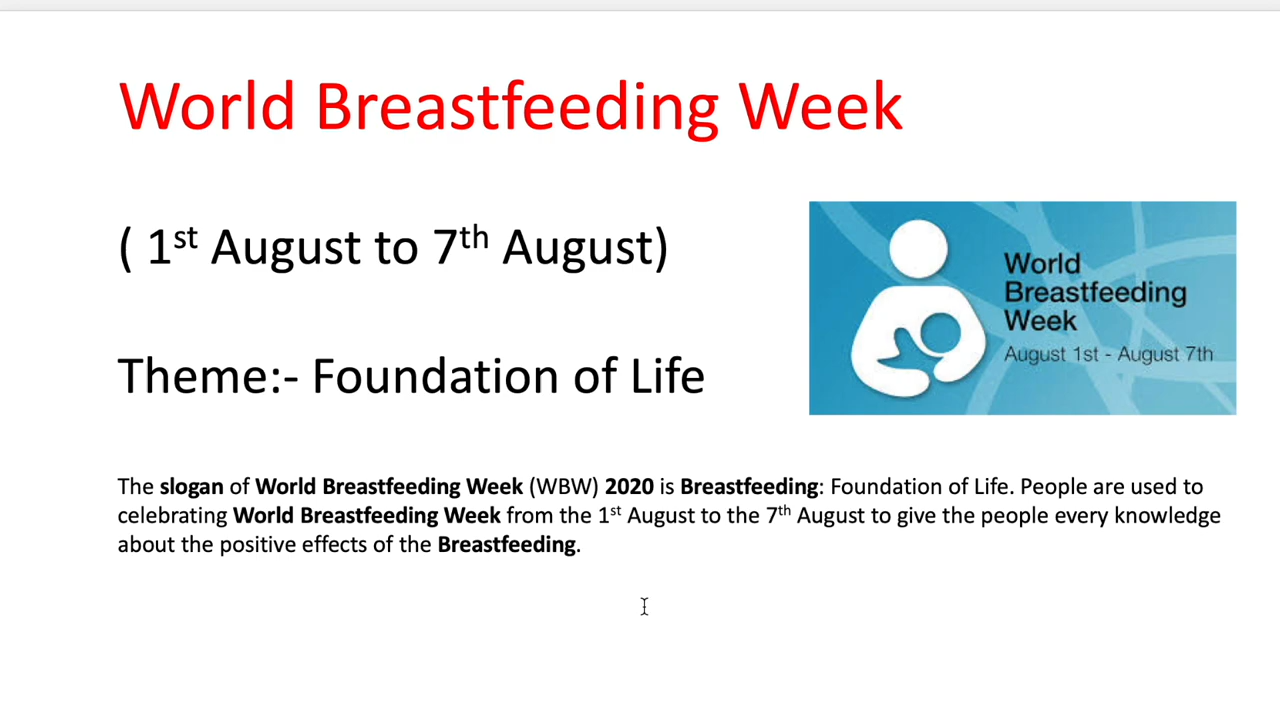 World Breastfeeding Week
( 1st August to 7th August)
World
Breastfeeding
Week
August 1st - August 7th
Theme:- Foundation of Life
The slogan of World Breastfeeding Week (WBW) 2020 is Breastfeeding: Foundation of Life. People are used to
celebrating World Breastfeeding Week from the 1st August to the 7th August to give the people every knowledge
about the positive effects of the Breastfeeding.